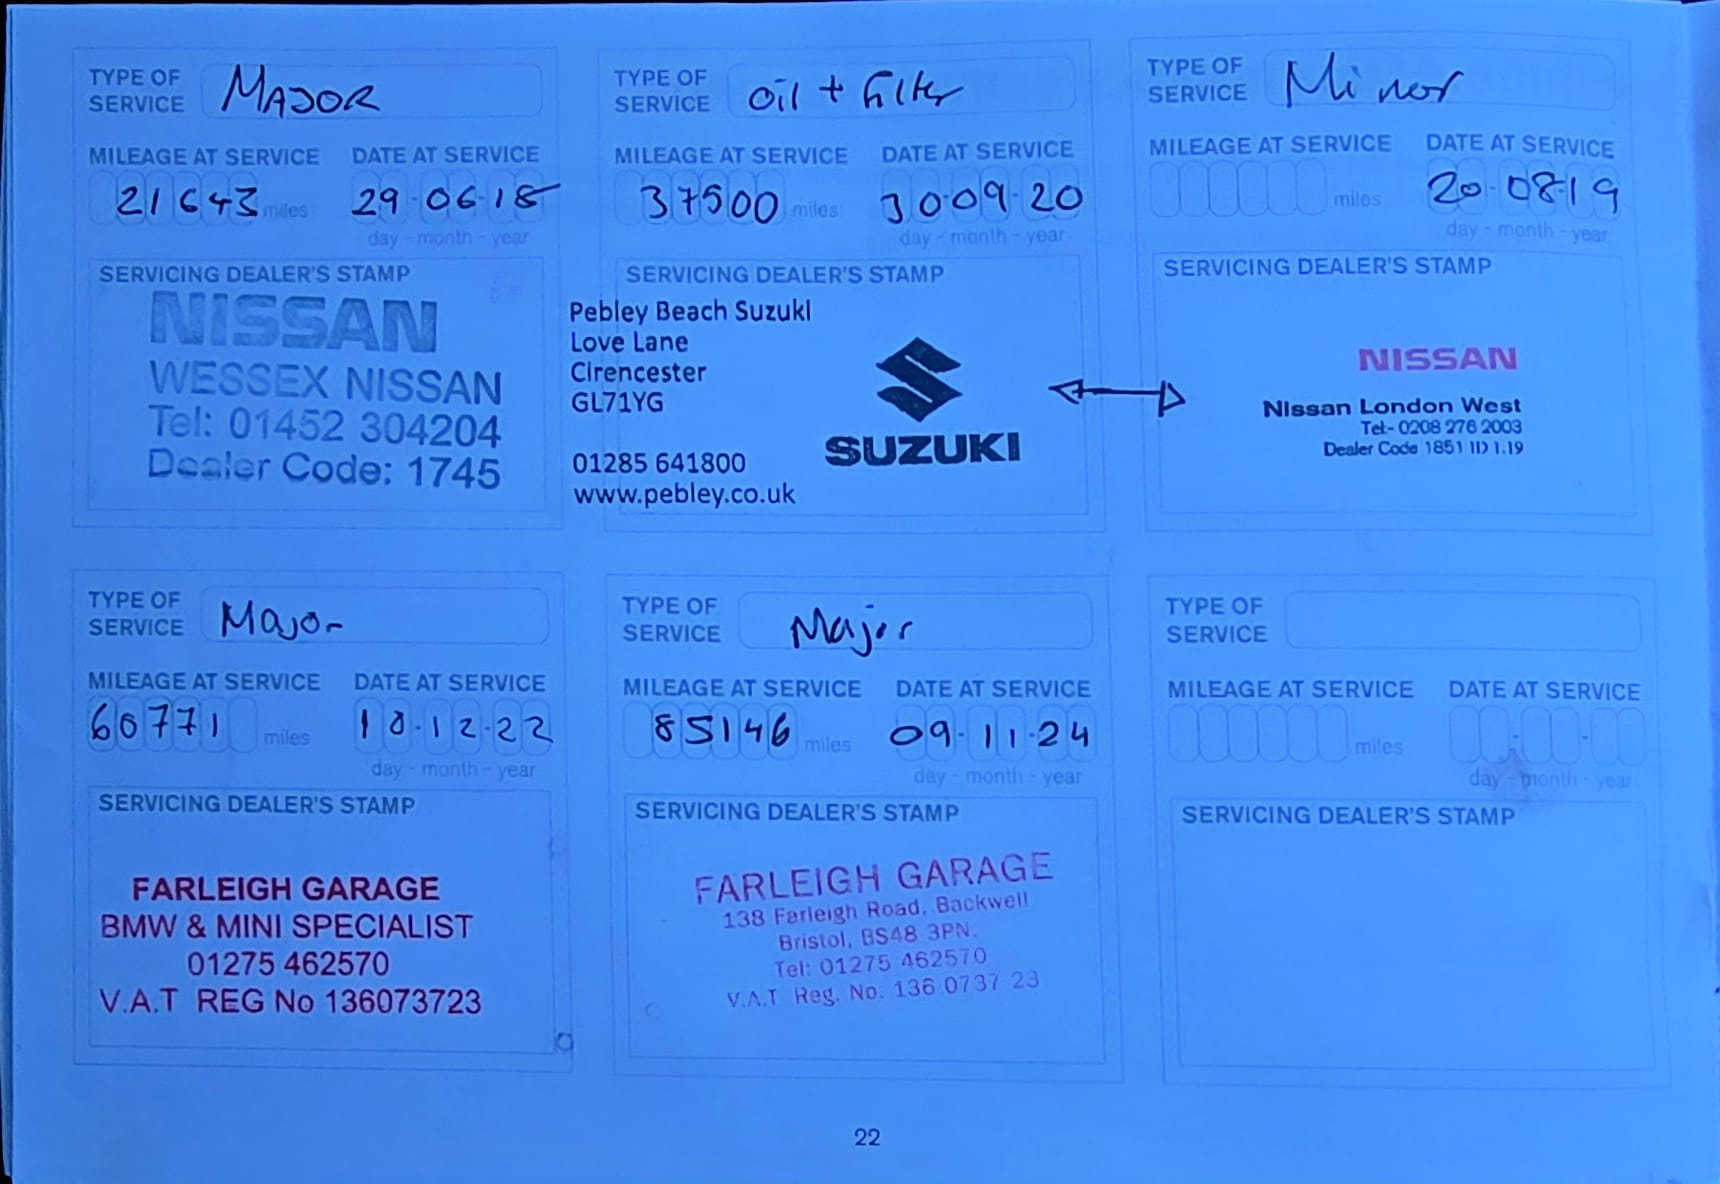 TYPE OF SERVICE MAJOR
MILEAGE AT SERVICE DATE AT SERVICE
21643 miles 29-06-18
day - month - year
SERVICING DEALER'S STAMP
NISSAN
WESSEX NISSAN
Tel: 01452 304204
Dealer Code: 1745
TYPE OF SERVICE Oil + Filter
MILEAGE AT SERVICE DATE AT SERVICE
37500 miles 30-09-20
day - month - year
SERVICING DEALER'S STAMP
Pebley Beach Suzuki
Love Lane
Cirencester
GL71YG
01285 641800
www.pebley.co.uk
SUZUKI
TYPE OF SERVICE Minor
MILEAGE AT SERVICE DATE AT SERVICE
miles 20-08-19
day - month - year
SERVICING DEALER'S STAMP
NISSAN
Nissan London West
Tel:- 0208 276 2003
Dealer Code 1851 ID 1.19
TYPE OF SERVICE Major
MILEAGE AT SERVICE DATE AT SERVICE
60771 miles 10-12-22
day - month - year
SERVICING DEALER'S STAMP
FARLEIGH GARAGE
BMW & MINI SPECIALIST
01275 462570
V.A.T REG No 136073723
TYPE OF SERVICE Major
MILEAGE AT SERVICE DATE AT SERVICE
85146 miles 09-11-24
day - month - year
SERVICING DEALER'S STAMP
FARLEIGH GARAGE
138 Farleigh Road, Backwell
Bristol, BS48 3PN.
Tel: 01275 462570
V.A.T Reg. No. 136 0737 23
TYPE OF SERVICE
MILEAGE AT SERVICE DATE AT SERVICE
miles - -
day - month - year
SERVICING DEALER'S STAMP
22